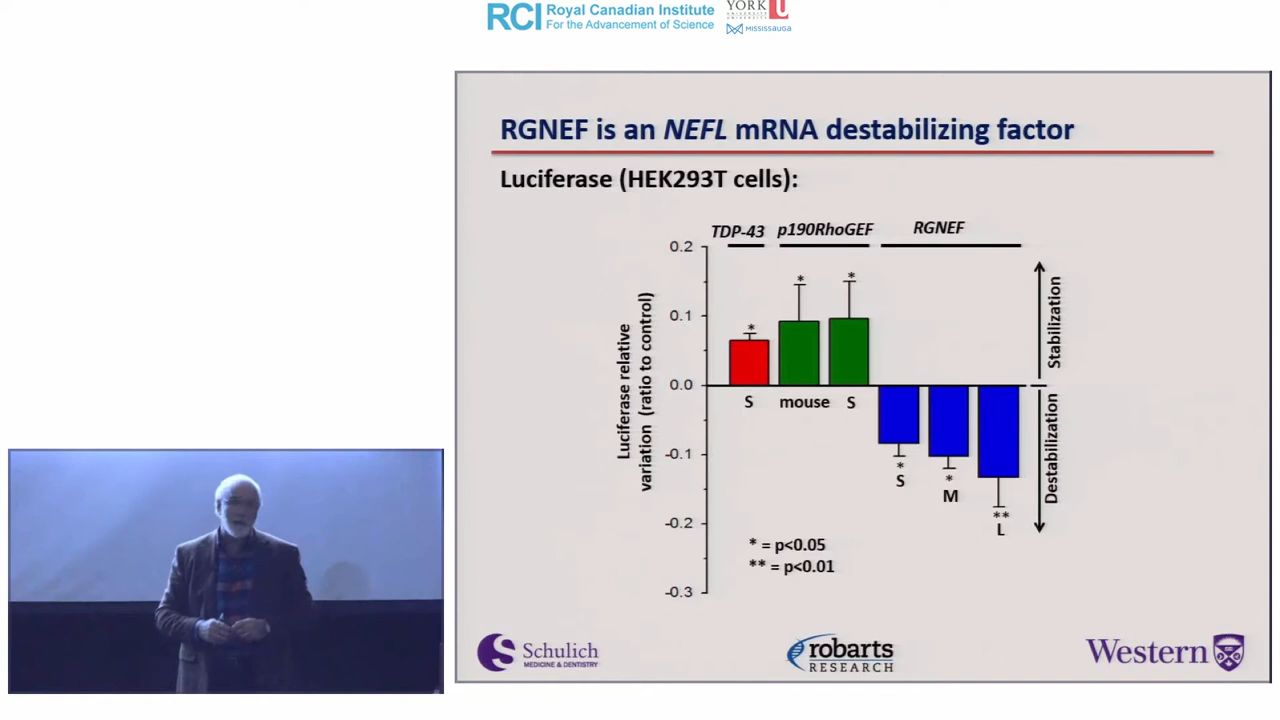 RCI Royal Canadian Institute
For the Advancement of Science
YORK U
UNIVERSITÉ UNIVERSITY
MISSISSAUGA
RGNEF is an NEFL mRNA destabilizing factor
Luciferase (HEK293T cells):
TDP-43 p190RhoGEF RGNEF
Luciferase relative
variation (ratio to control)
0.2
0.1
0.0
-0.1
-0.2
-0.3
* * *
S mouse S
* * **
S M L
Stabilization
Destabilization
* = p<0.05
** = p<0.01
Schulich
MEDICINE & DENTISTRY
robarts
RESEARCH
Western